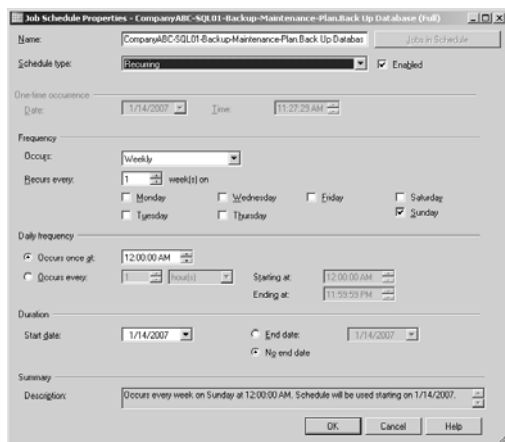 Job Schedule Properties - CompanyABC-SQL01-Backup-Maintenance-Plan.Back Up Database (Full)
Name: CompanyABC-SQL01-Backup-Maintenance-Plan.Back Up Databas Jobs in Schedule
Schedule type: Recurring Enabled
One-time occurrence
Date: 1/14/2007 Time: 11:27:29 AM
Frequency
Occurs: Weekly
Recurs every: 1 week(s) on
Monday Wednesday Friday Saturday
Tuesday Thursday Sunday
Daily frequency
Occurs once at: 12:00:00 AM
Occurs every: 1 hour(s) Starting at: 12:00:00 AM
Ending at: 11:59:59 PM
Duration
Start date: 1/14/2007 End date: 1/14/2007
No end date
Summary
Description: Occurs every week on Sunday at 12:00:00 AM. Schedule will be used starting on 1/14/2007.
OK Cancel Help